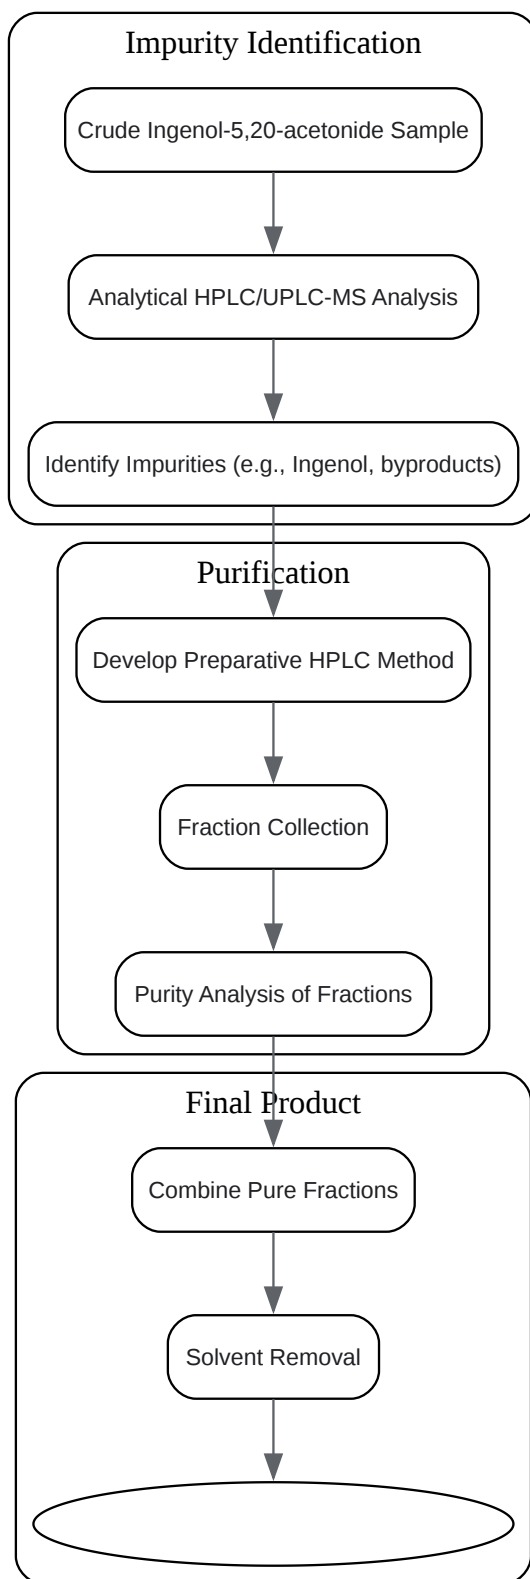 Impurity Identification
Crude Ingenol-5,20-acetonide Sample
Analytical HPLC/UPLC-MS Analysis
Identify Impurities (e.g., Ingenol, byproducts)
Purification
Develop Preparative HPLC Method
Fraction Collection
Purity Analysis of Fractions
Final Product
Combine Pure Fractions
Solvent Removal